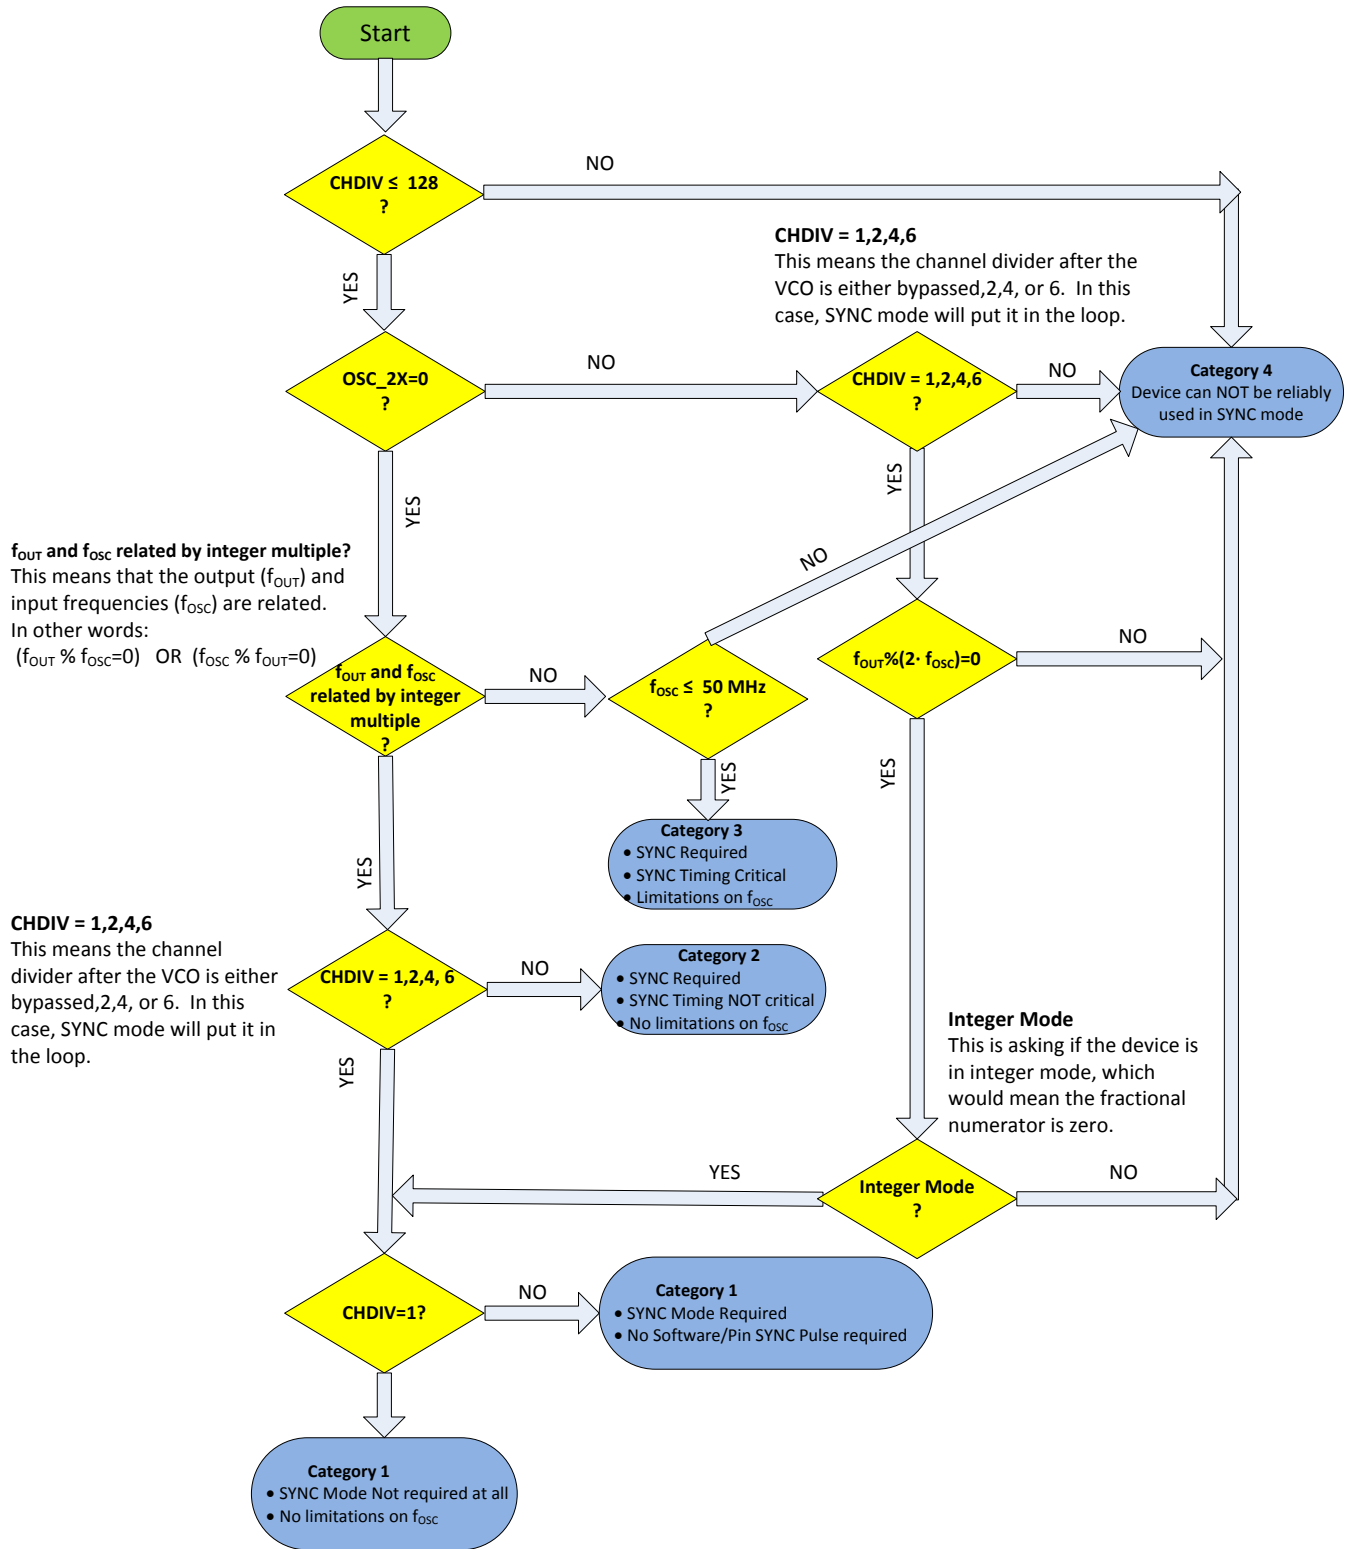 Start
CHDIV ≤ 128
?
NO
YES
CHDIV = 1,2,4,6
This means the channel divider after the
VCO is either bypassed,2,4, or 6. In this
case, SYNC mode will put it in the loop.
OSC_2X=0
?
NO
CHDIV = 1,2,4,6
?
NO
Category 4
Device can NOT be reliably
used in SYNC mode
YES
YES
NO
fOUT and fOSC related by integer multiple?
This means that the output (fOUT) and
input frequencies (fOSC) are related.
In other words:
(fOUT % fOSC=0) OR (fOSC % fOUT=0)
fOUT and fOSC
related by integer
multiple
?
NO
fOSC ≤ 50 MHz
?
fOUT%(2· fOSC)=0
NO
YES
YES
YES
Category 3
• SYNC Required
• SYNC Timing Critical
• Limitations on fOSC
CHDIV = 1,2,4,6
This means the channel
divider after the VCO is either
bypassed,2,4, or 6. In this
case, SYNC mode will put it in
the loop.
CHDIV = 1,2,4, 6
?
NO
Category 2
• SYNC Required
• SYNC Timing NOT critical
• No limitations on fOSC
YES
Integer Mode
This is asking if the device is
in integer mode, which
would mean the fractional
numerator is zero.
YES
Integer Mode
?
NO
CHDIV=1?
NO
Category 1
• SYNC Mode Required
• No Software/Pin SYNC Pulse required
Category 1
• SYNC Mode Not required at all
• No limitations on fOSC